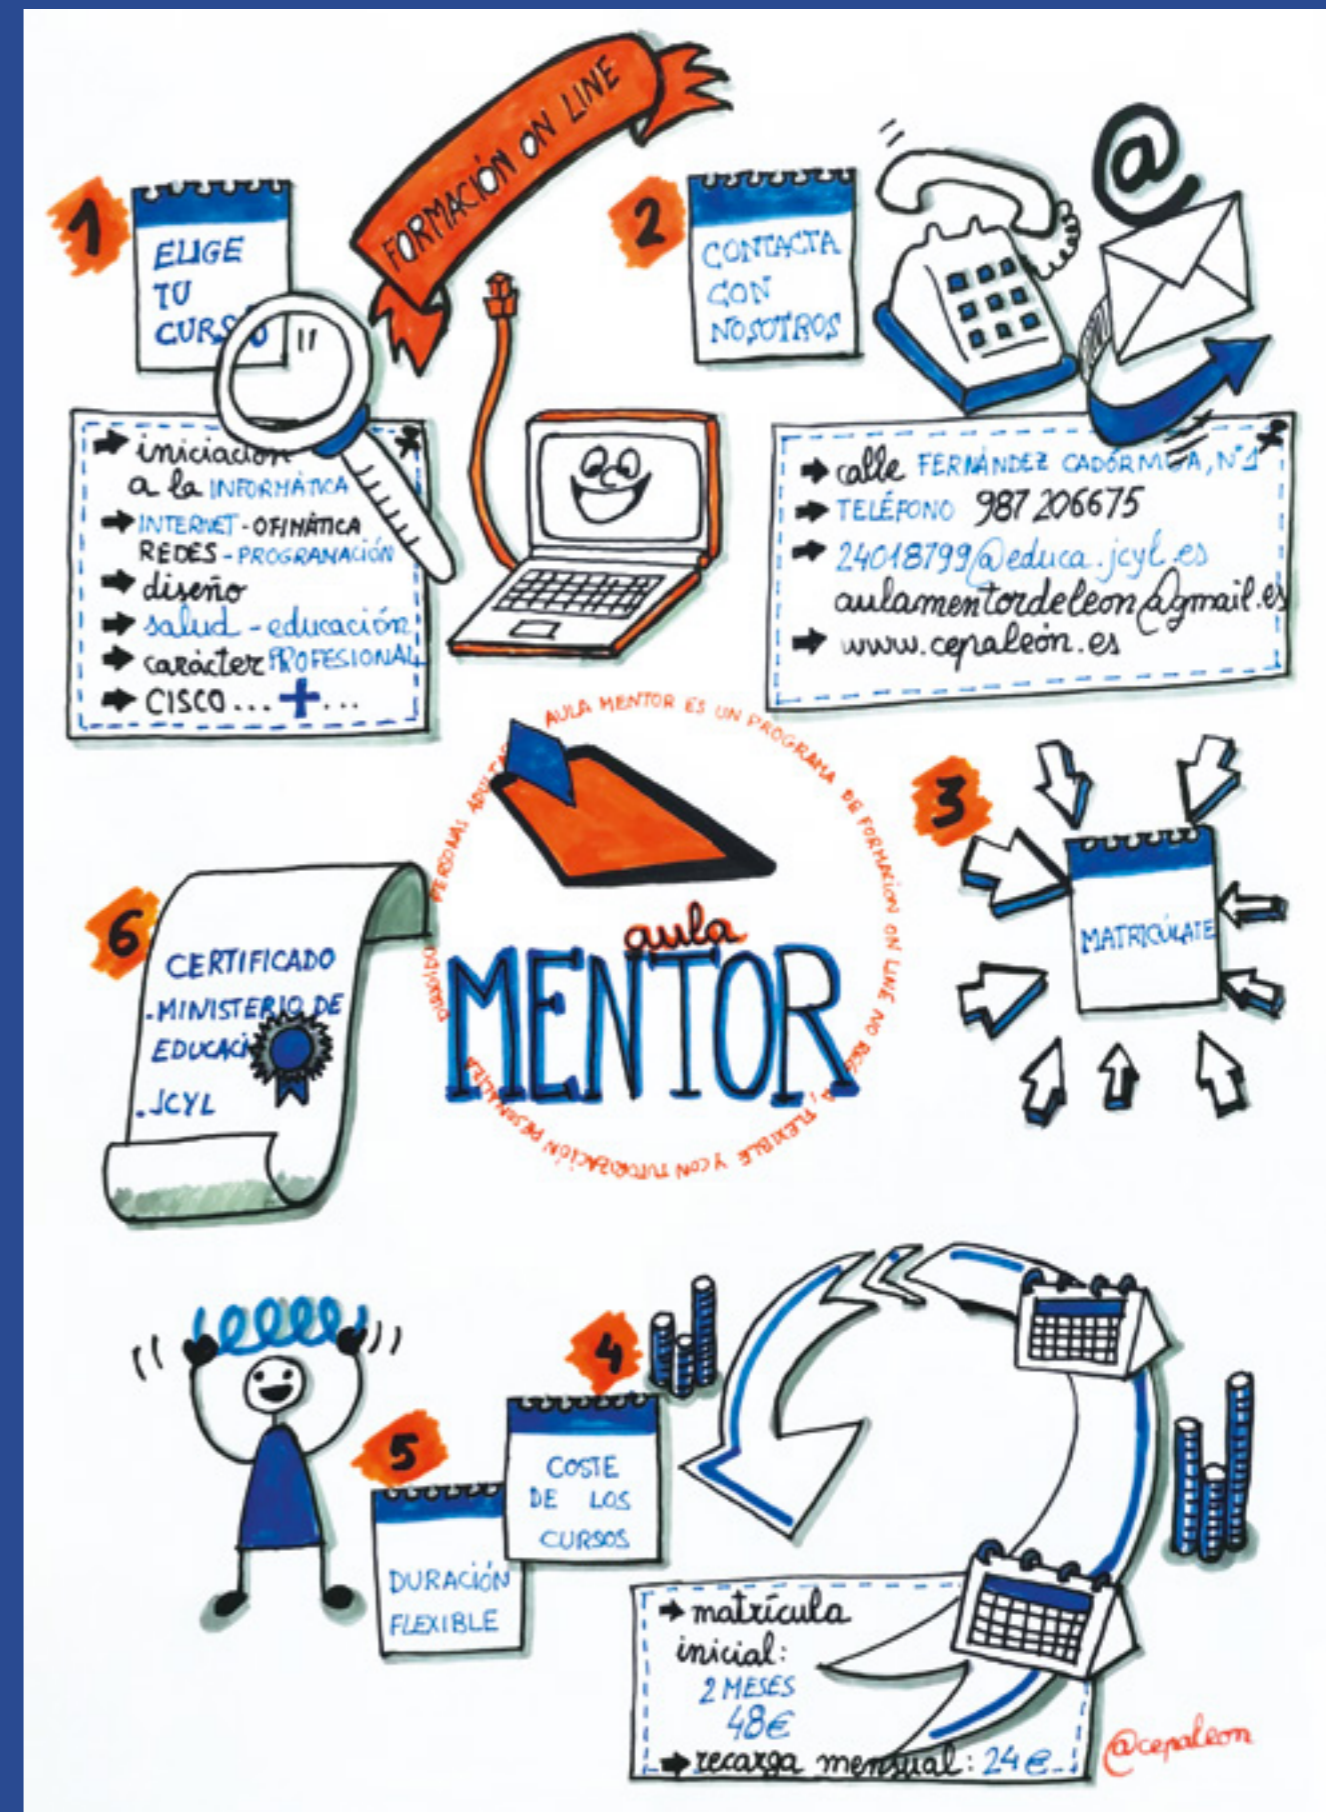 FORMACIÓN ON LINE
1
ELIGE
TU
CURSO
iniciación
a la INFORMÁTICA
INTERNET - OFIMÁTICA
REDES - PROGRAMACIÓN
diseño
salud - educación
carácter PROFESIONAL
CISCO... + ...
2
CONTACTA
CON
NOSOTROS
@
calle FERNÁNDEZ CADÓRNIGA, Nº1
TELÉFONO 987 206675
24018799@educa.jcyl.es
aulamentordeleon@gmail.es
www.cepaleón.es
3
MATRICÚLATE
AULA MENTOR ES UN PROGRAMA DE FORMACIÓN ON LINE NO, FLEXIBLE Y CON TUTORIZACIÓN PERSONALIZA
PERSONAS
aula
MENTOR
6
CERTIFICADO
-MINISTERIO DE
EDUCACI
-JCYL
4
COSTE
DE LOS
CURSOS
5
DURACIÓN
FLEXIBLE
matrícula
inicial:
2 MESES
48€
recarga mensual: 24€
@cepaleon